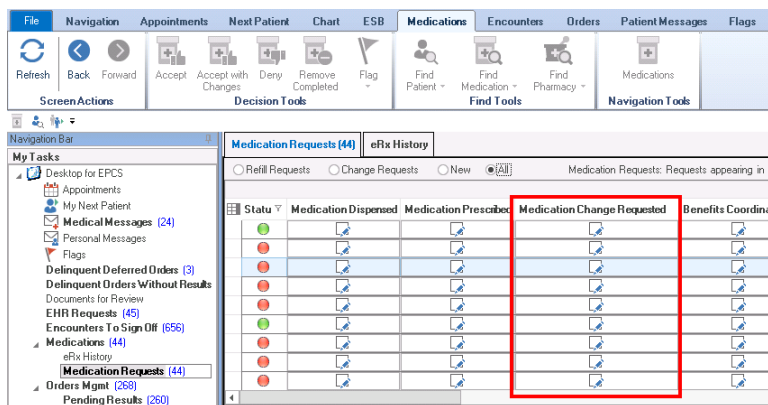 File Navigation Appointments Next Patient Chart ESB Medications Encounters Orders Patient Messages Flags
Refresh Back Forward Accept Accept with Changes Deny Remove Completed Flag Find Patient Find Medication Find Pharmacy Medications
Screen Actions Decision Tools Find Tools Navigation Tools
Navigation Bar
My Tasks
Desktop for EPCS
Appointments
My Next Patient
Medical Messages (24)
Personal Messages
Flags
Delinquent Deferred Orders (3)
Delinquent Orders Without Results
Documents for Review
EHR Requests (45)
Encounters To Sign Off (656)
Medications (44)
eRx History
Medication Requests (44)
Orders Mgmt (268)
Pending Results (260)
Medication Requests (44) eRx History
Refill Requests Change Requests New All Medication Requests: Requests appearing in
Statu Medication Dispensed Medication Prescribed Medication Change Requested Benefits Coordina